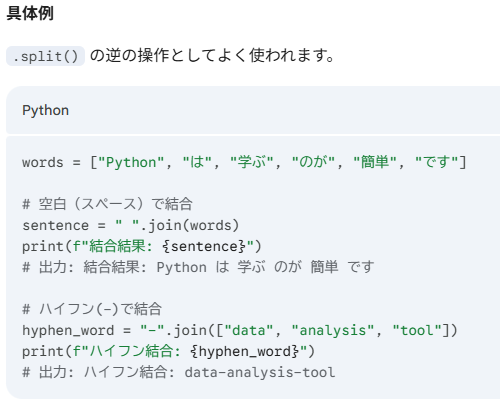 具体例
.split() の逆の操作としてよく使われます。
Python
words = ["Python", "は", "学ぶ", "のが", "簡単", "です"]
# 空白（スペース）で結合
sentence = " ".join(words)
print(f"結合結果: {sentence}")
# 出力: 結合結果: Python は 学ぶ のが 簡単 です
# ハイフン(-)で結合
hyphen_word = "-".join(["data", "analysis", "tool"])
print(f"ハイフン結合: {hyphen_word}")
# 出力: ハイフン結合: data-analysis-tool